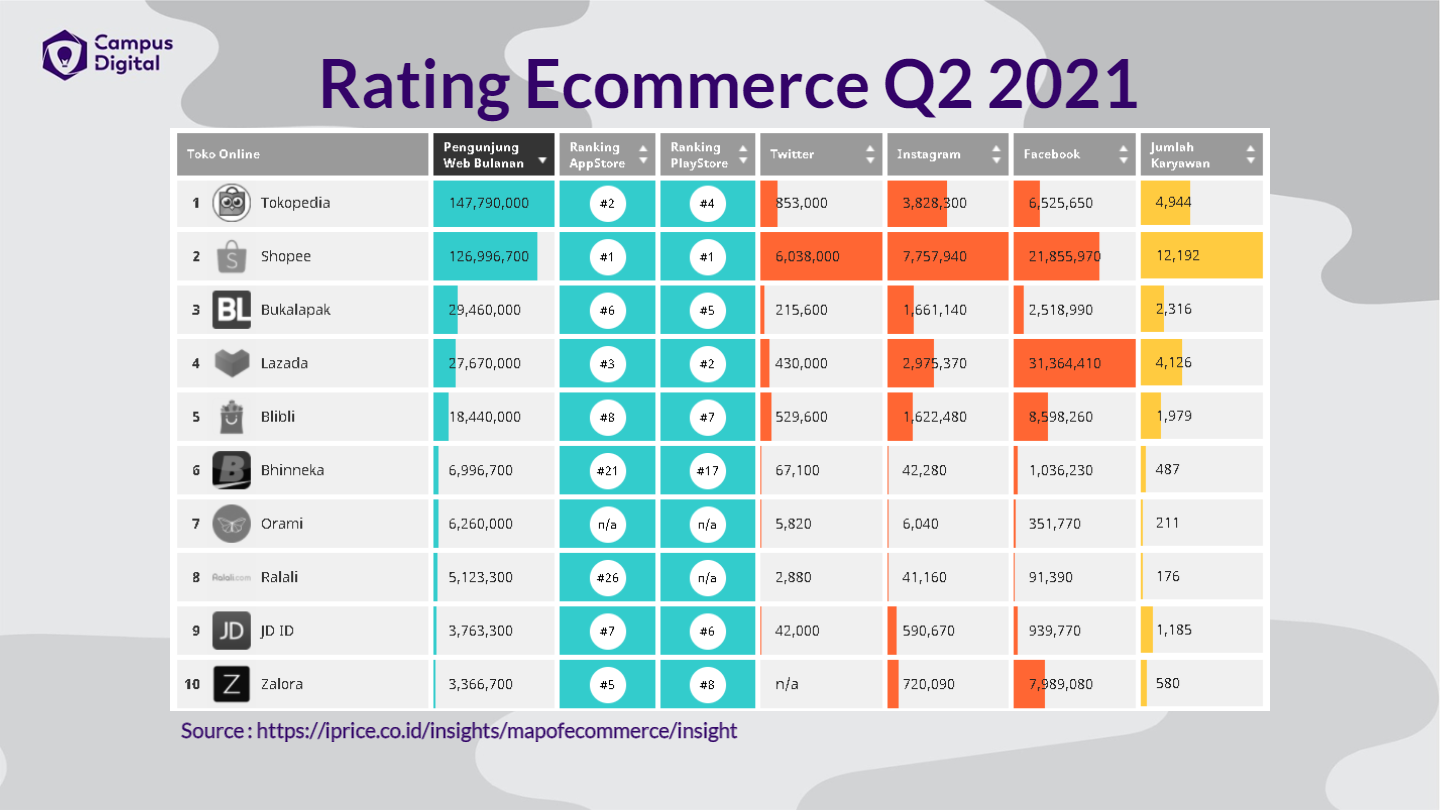 Campus
Digital
Rating Ecommerce Q2 2021
Toko Online Pengunjung Web Bulanan Ranking AppStore Ranking PlayStore Twitter Instagram Facebook Jumlah Karyawan
1 Tokopedia 147,790,000 #2 #4 853,000 3,828,300 6,525,650 4,944
2 S Shopee 126,996,700 #1 #1 6,038,000 7,757,940 21,855,970 12,192
3 BL Bukalapak 29,460,000 #6 #5 215,600 1,661,140 2,518,990 2,316
4 Lazada 27,670,000 #3 #2 430,000 2,975,370 31,364,410 4,126
5 Blibli 18,440,000 #8 #7 529,600 1,622,480 8,598,260 1,979
6 B Bhinneka 6,996,700 #21 #17 67,100 42,280 1,036,230 487
7 Orami 6,260,000 n/a n/a 5,820 6,040 351,770 211
8 Ralali.com Ralali 5,123,300 #26 n/a 2,880 41,160 91,390 176
9 JD JD ID 3,763,300 #7 #6 42,000 590,670 939,770 1,185
10 Z Zalora 3,366,700 #5 #8 n/a 720,090 7,989,080 580
Source : https://iprice.co.id/insights/mapofecommerce/insight